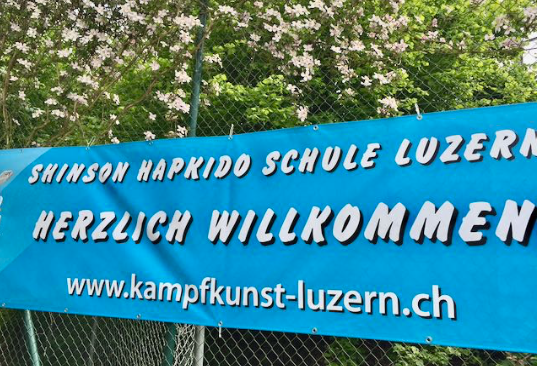 SHINSON HAPKIDO SCHULE LUZERN
HERZLICH WILLKOMMEN
www.kampfkunst-luzern.ch